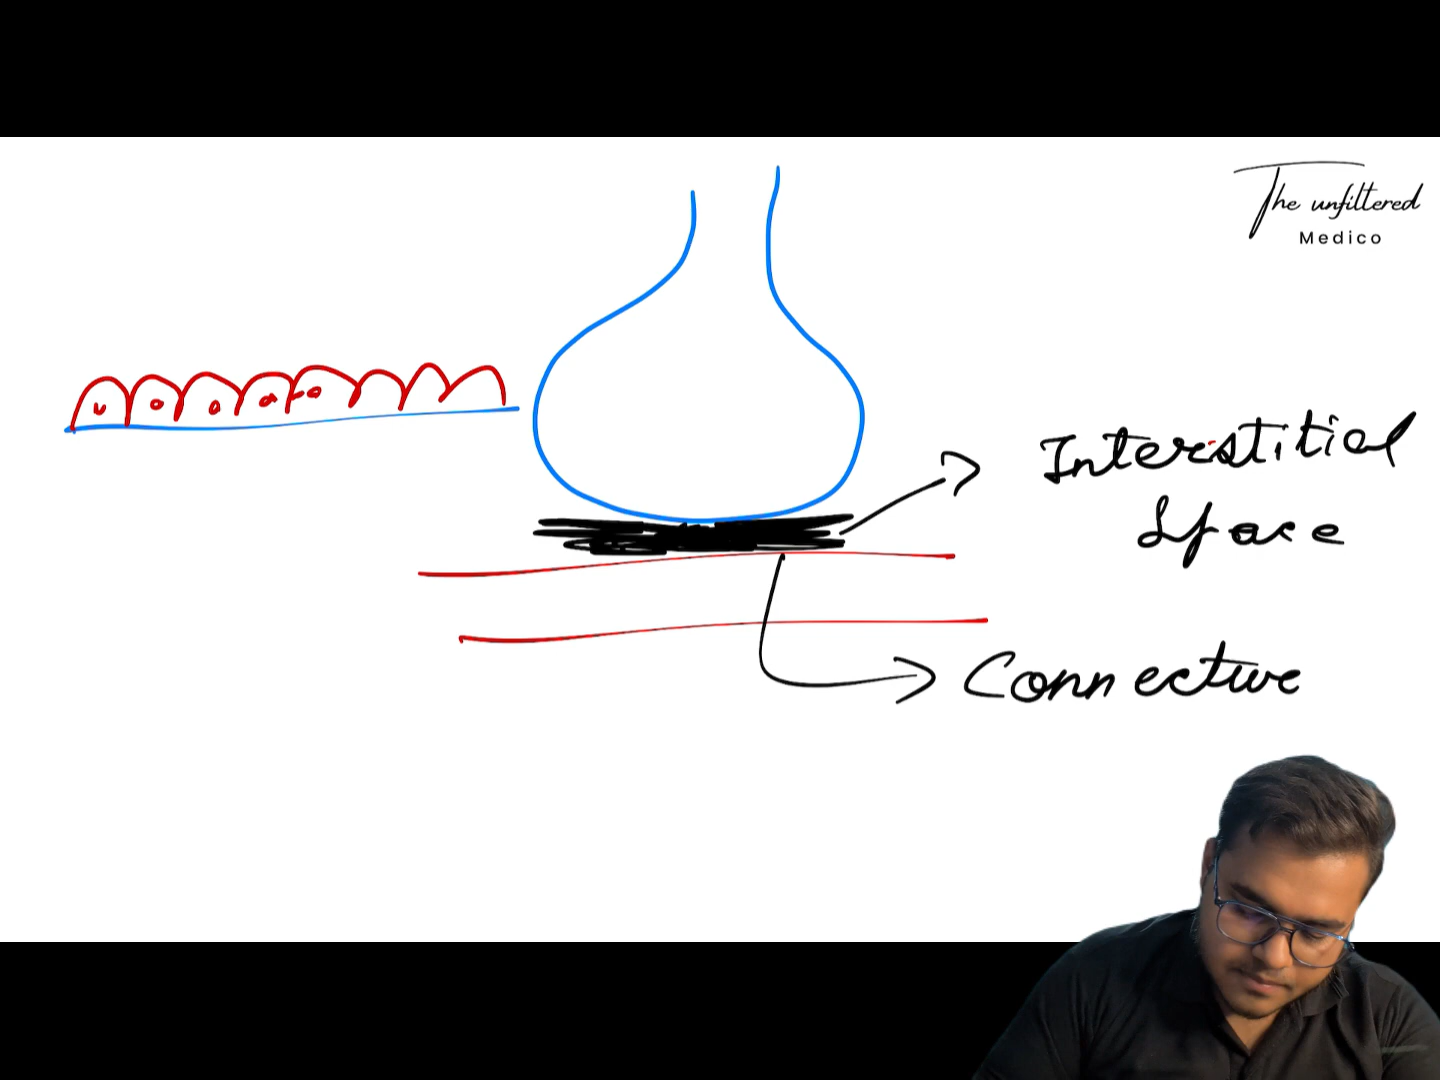 The unfiltered
Medico
Interstitial
Space
Connective